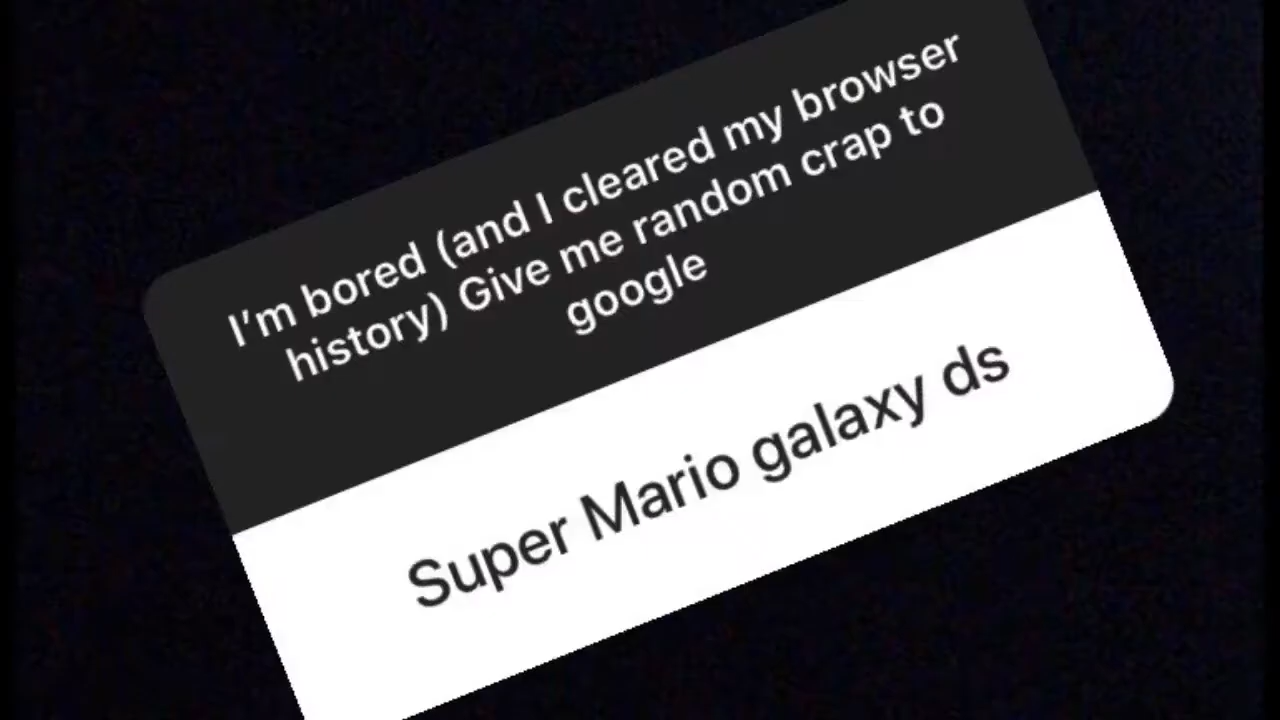 I'm bored (and I cleared my browser
history) Give me random crap to
google
Super Mario galaxy ds